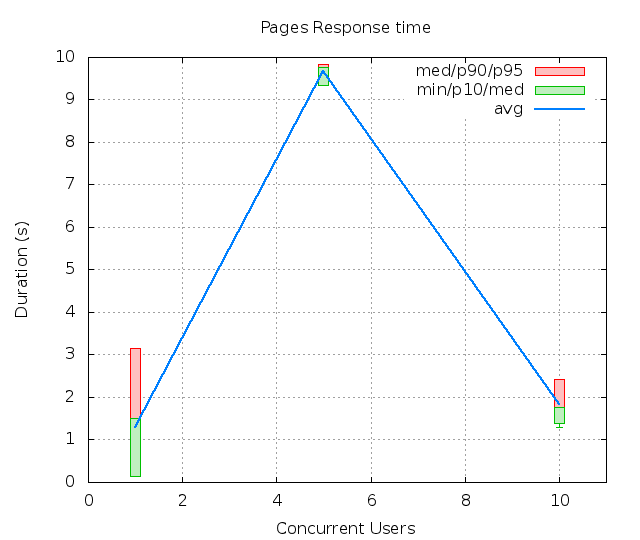 Pages Response time
med/p90/p95
min/p10/med
avg
10
9
8
7
6
5
4
3
2
1
0
Duration (s)
0 2 4 6 8 10
Concurrent Users